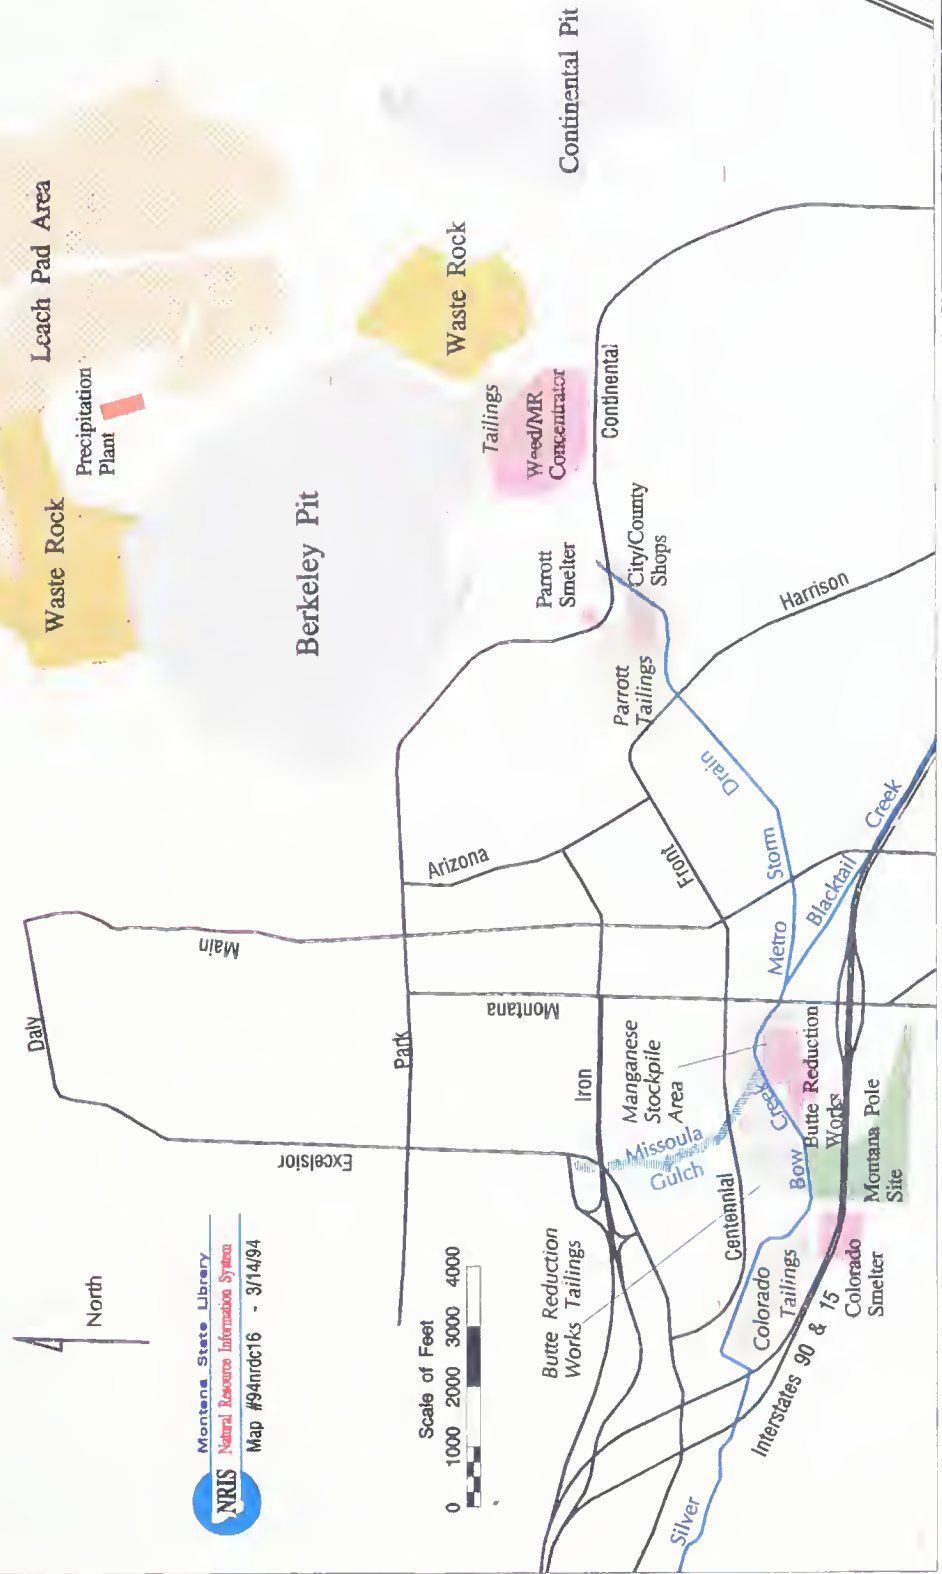 Montana State Library
NRIS Natural Resource Information System
Map #94nrdc16 - 3/14/94
North
Scale of Feet
0 1000 2000 3000 4000
Daly
Main
Excelsior
Park
Montana
Arizona
Iron
Front
Centennial
Continental
Harrison
Waste Rock
Precipitation
Plant
Leach Pad Area
Berkeley Pit
Waste Rock
Continental Pit
Tailings
Weed/MR
Concentrator
Parrott
Smelter
City/County
Shops
Parrott
Tailings
Metro Storm Drain
Blacktail Creek
Manganese
Stockpile
Area
Missoula
Gulch
Butte Reduction
Works Tailings
Silver Bow Creek
Butte Reduction
Works
Montana Pole
Site
Colorado
Tailings
Colorado
Smelter
Interstates 90 & 15